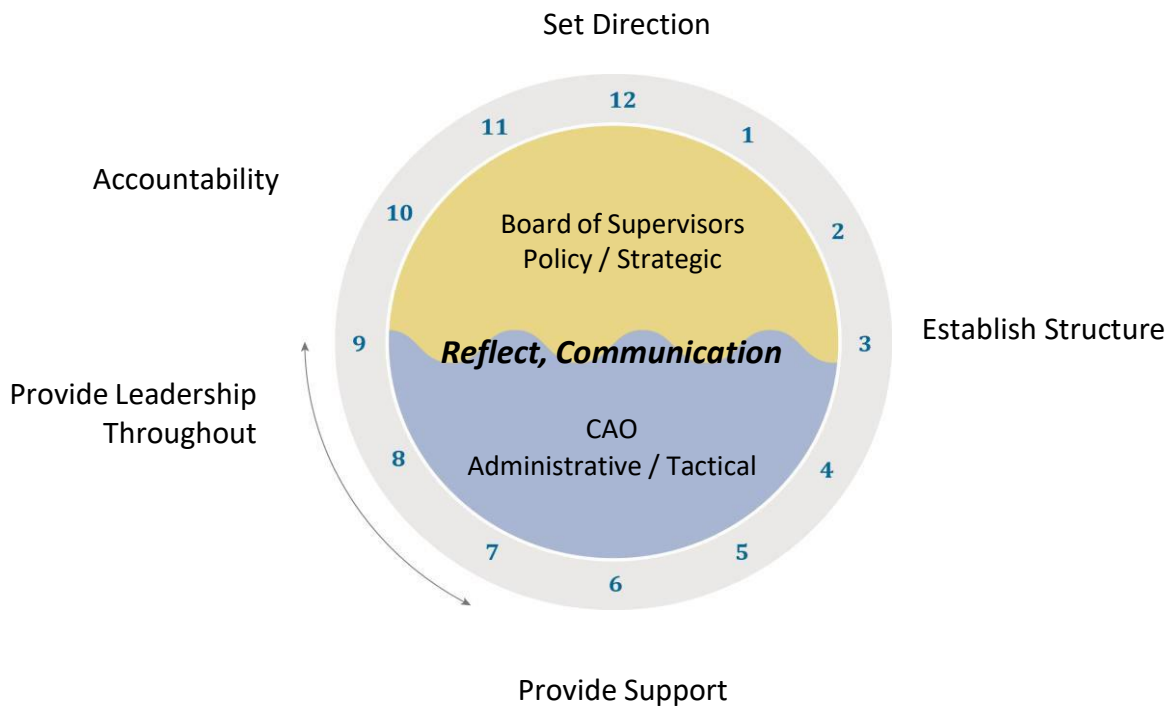 Set Direction
12
11
1
Accountability
10
2
Board of Supervisors
Policy / Strategic
9
Reflect, Communication
3
Establish Structure
Provide Leadership
Throughout
CAO
Administrative / Tactical
8
4
7
5
6
Provide Support